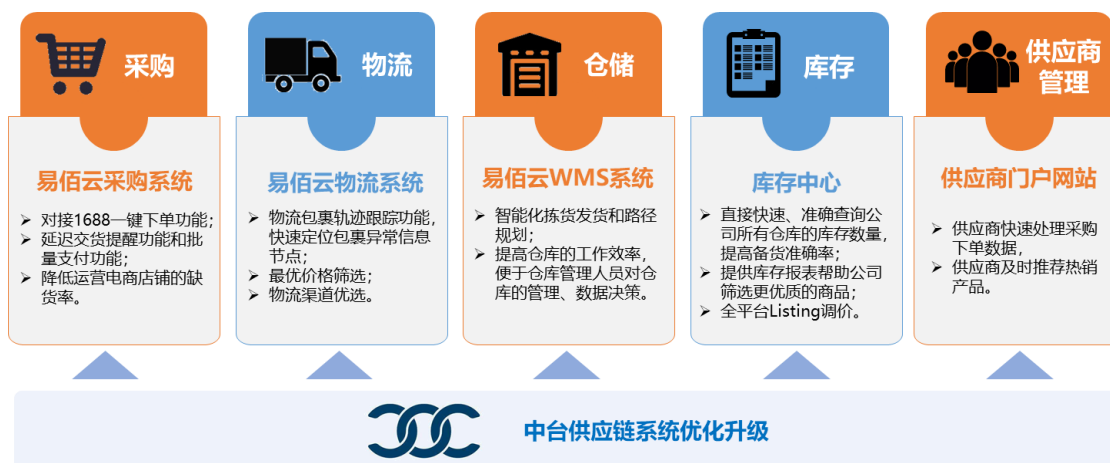 采购
易佰云采购系统
➢ 对接1688一键下单功能；
➢ 延迟交货提醒功能和批
量支付功能；
➢ 降低运营电商店铺的缺
货率。
物流
易佰云物流系统
➢ 物流包裹轨迹跟踪功能，
快速定位包裹异常信息
节点；
➢ 最优价格筛选；
➢ 物流渠道优选。
仓储
易佰云WMS系统
➢ 智能化拣货发货和路径
规划；
➢ 提高仓库的工作效率，
便于仓库管理人员对仓
库的管理、数据决策。
库存
库存中心
➢ 直接快速、准确查询公
司所有仓库的库存数量，
提高备货准确率；
➢ 提供库存报表帮助公司
筛选更优质的商品；
➢ 全平台Listing调价。
供应商
管理
供应商门户网站
➢ 供应商快速处理采购
下单数据，
➢ 供应商及时推荐热销
产品。
中台供应链系统优化升级